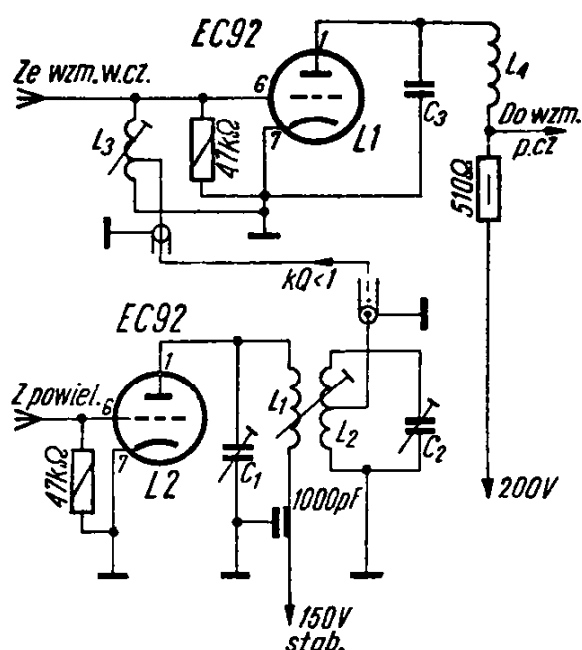 EC92
1
Ze wzm. w.cz.
6
L4
L3
47kΩ
7
L1
C3
Do wzm.
p.cz
510Ω
kQ<1
EC92
1
Z powiel.
6
L1
L2
C2
47kΩ
7
L2
C1
1000pF
200V
150V
stab.